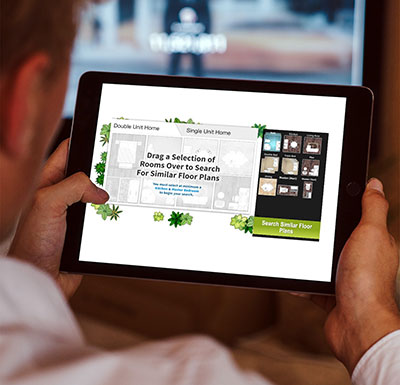 Double Unit Home
Single Unit Home
Drag a Selection of
Rooms Over to Search
For Similar Floor Plans
You must select at minimum a
kitchen & Master Bedroom
to begin your search.
Search Similar Floor
Plans